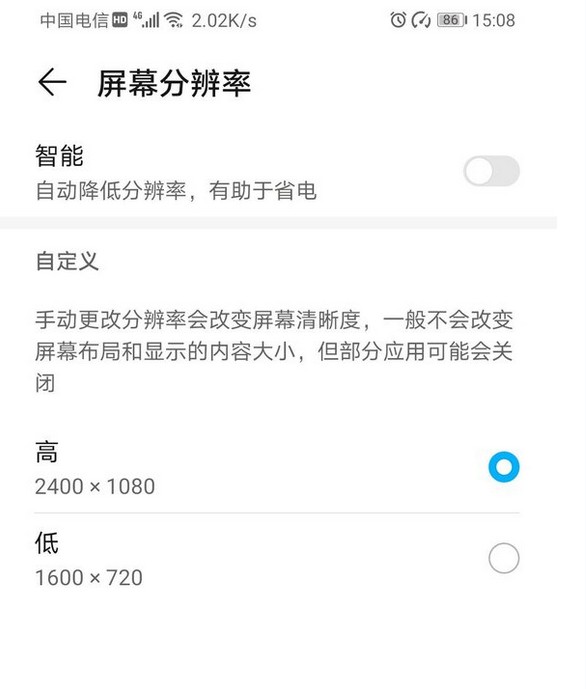 中国电信 HD 4G 2.02K/s 86 15:08
屏幕分辨率
智能
自动降低分辨率，有助于省电
自定义
手动更改分辨率会改变屏幕清晰度，一般不会改变
屏幕布局和显示的内容大小，但部分应用可能会关
闭
高
2400 × 1080
低
1600 × 720